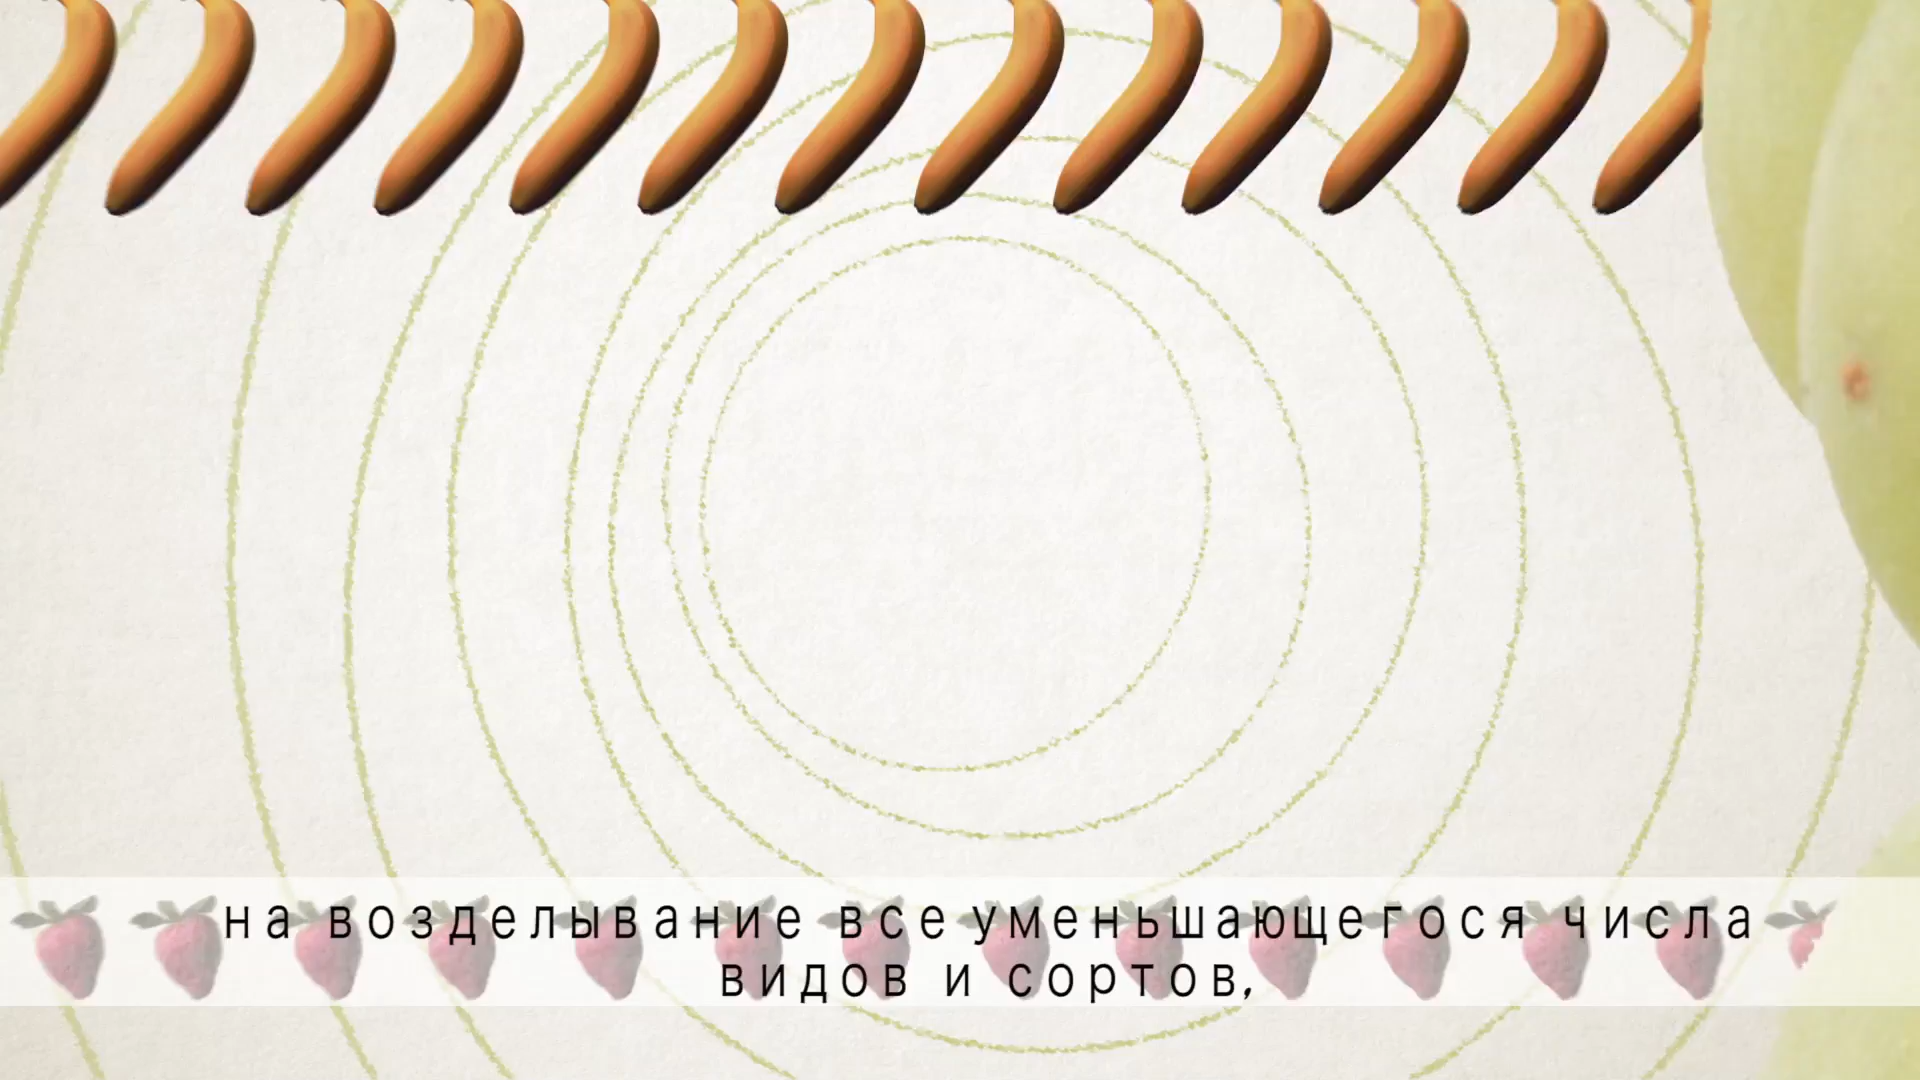 на возделывание все уменьшающегося числа
видов и сортов,